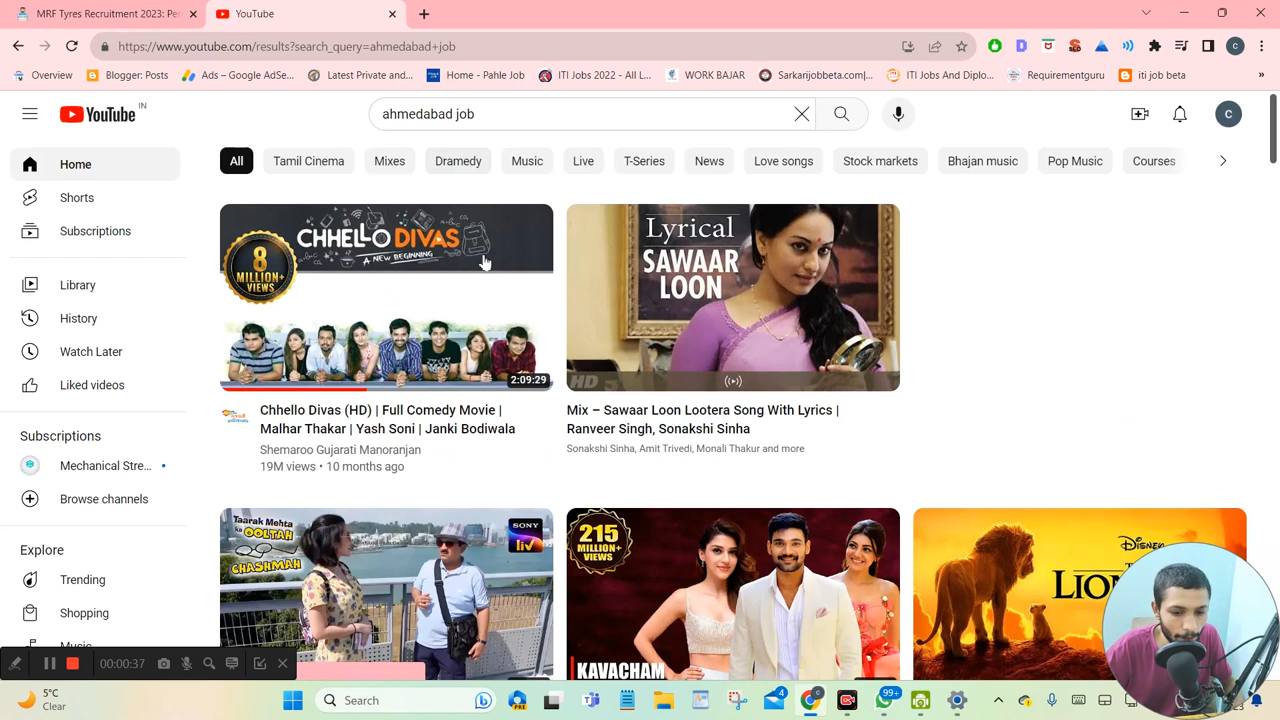 MRF Tyres Recruitment 2023: Per
YouTube
https://www.youtube.com/results?search_query=ahmedabad+job
Overview
Blogger: Posts
Ads – Google AdSe...
Latest Private and...
Home - Pahle Job
ITI Jobs 2022 - All L...
WORK BAJAR
Sarkarijobbeta.com|...
ITI Jobs And Diplo...
Requirementguru
iti job beta
YouTube
IN
ahmedabad job
C
Home
Shorts
Subscriptions
Library
History
Watch Later
Liked videos
Subscriptions
Mechanical Stre...
Browse channels
Explore
Trending
Shopping
All
Tamil Cinema
Mixes
Dramedy
Music
Live
T-Series
News
Love songs
Stock markets
Bhajan music
Pop Music
Courses
CHHELLO DIVAS
A NEW BEGINNING
8
MILLION+
VIEWS
2:09:29
Chhello Divas (HD) | Full Comedy Movie |
Malhar Thakar | Yash Soni | Janki Bodiwala
Shemaroo Gujarati Manoranjan
19M views • 10 months ago
Lyrical
SAWAAR
LOON
HD
Mix – Sawaar Loon Lootera Song With Lyrics |
Ranveer Singh, Sonakshi Sinha
Sonakshi Sinha, Amit Trivedi, Monali Thakur and more
Taarak Mehta
Ka OOLTAH
CHASHMAH
SONY
liv
215
MILLION+
VIEWS
KAVACHAM
DISNEY
LION
00:00:37
5°C
Clear
Search
PRE
4
99+